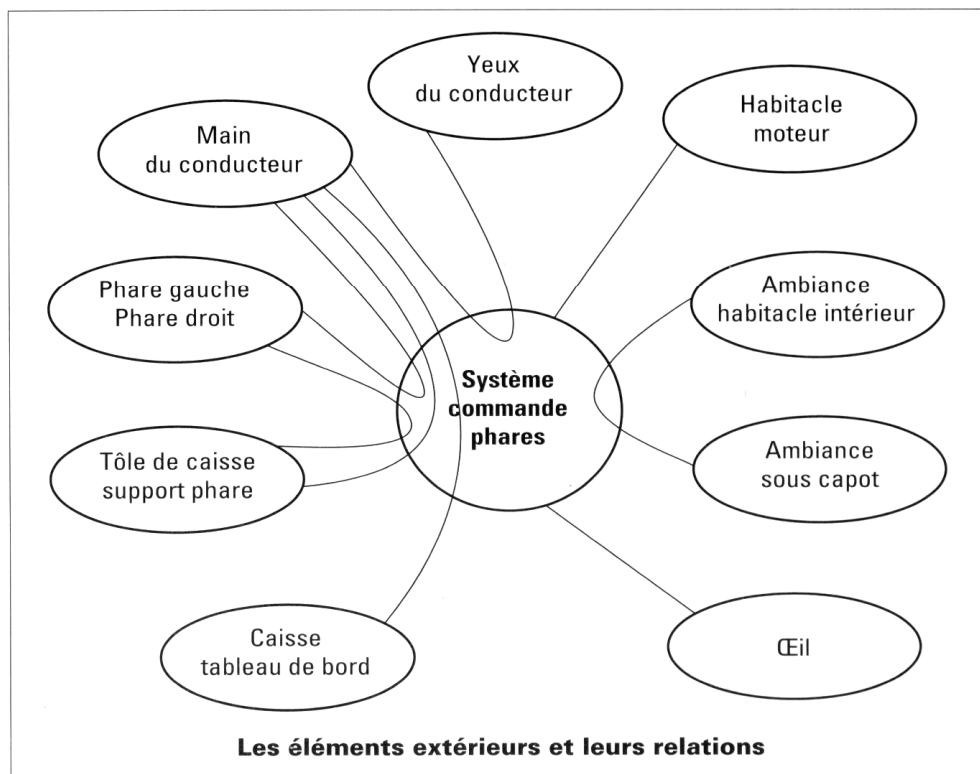 Yeux
du conducteur
Habitacle
moteur
Main
du conducteur
Phare gauche
Phare droit
Ambiance
habitacle intérieur
Système
commande
phares
Tôle de caisse
support phare
Ambiance
sous capot
Caisse
tableau de bord
Œil
Les éléments extérieurs et leurs relations